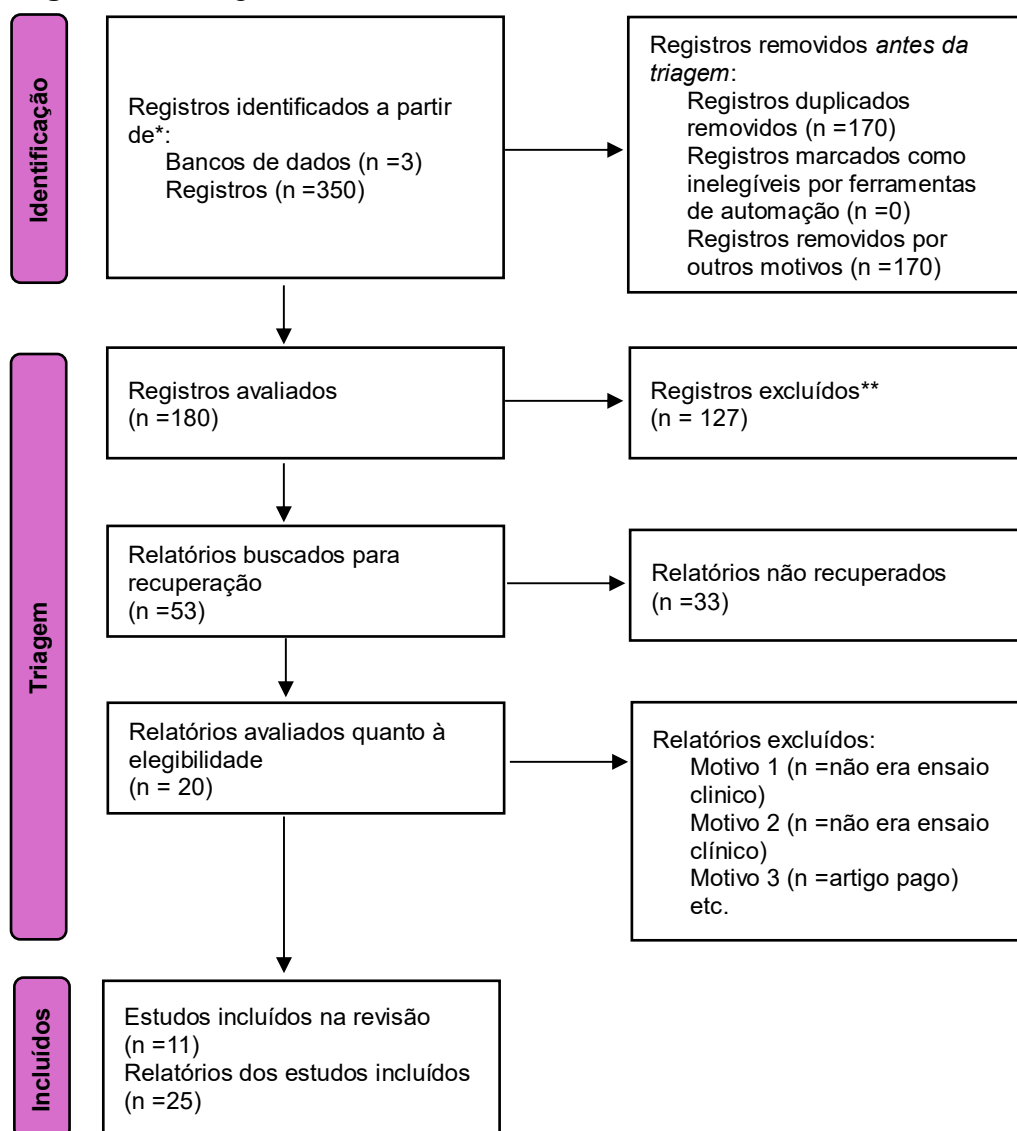 Identificação
Registros identificados a partir
de*:
Bancos de dados (n =3)
Registros (n =350)
Registros removidos antes da
triagem:
Registros duplicados
removidos (n =170)
Registros marcados como
inelegíveis por ferramentas
de automação (n =0)
Registros removidos por
outros motivos (n =170)
Triagem
Registros avaliados
(n =180)
Registros excluídos**
(n = 127)
Relatórios buscados para
recuperação
(n =53)
Relatórios não recuperados
(n =33)
Relatórios avaliados quanto à
elegibilidade
(n = 20)
Relatórios excluídos:
Motivo 1 (n =não era ensaio
clinico)
Motivo 2 (n =não era ensaio
clínico)
Motivo 3 (n =artigo pago)
etc.
Incluídos
Estudos incluídos na revisão
(n =11)
Relatórios dos estudos incluídos
(n =25)